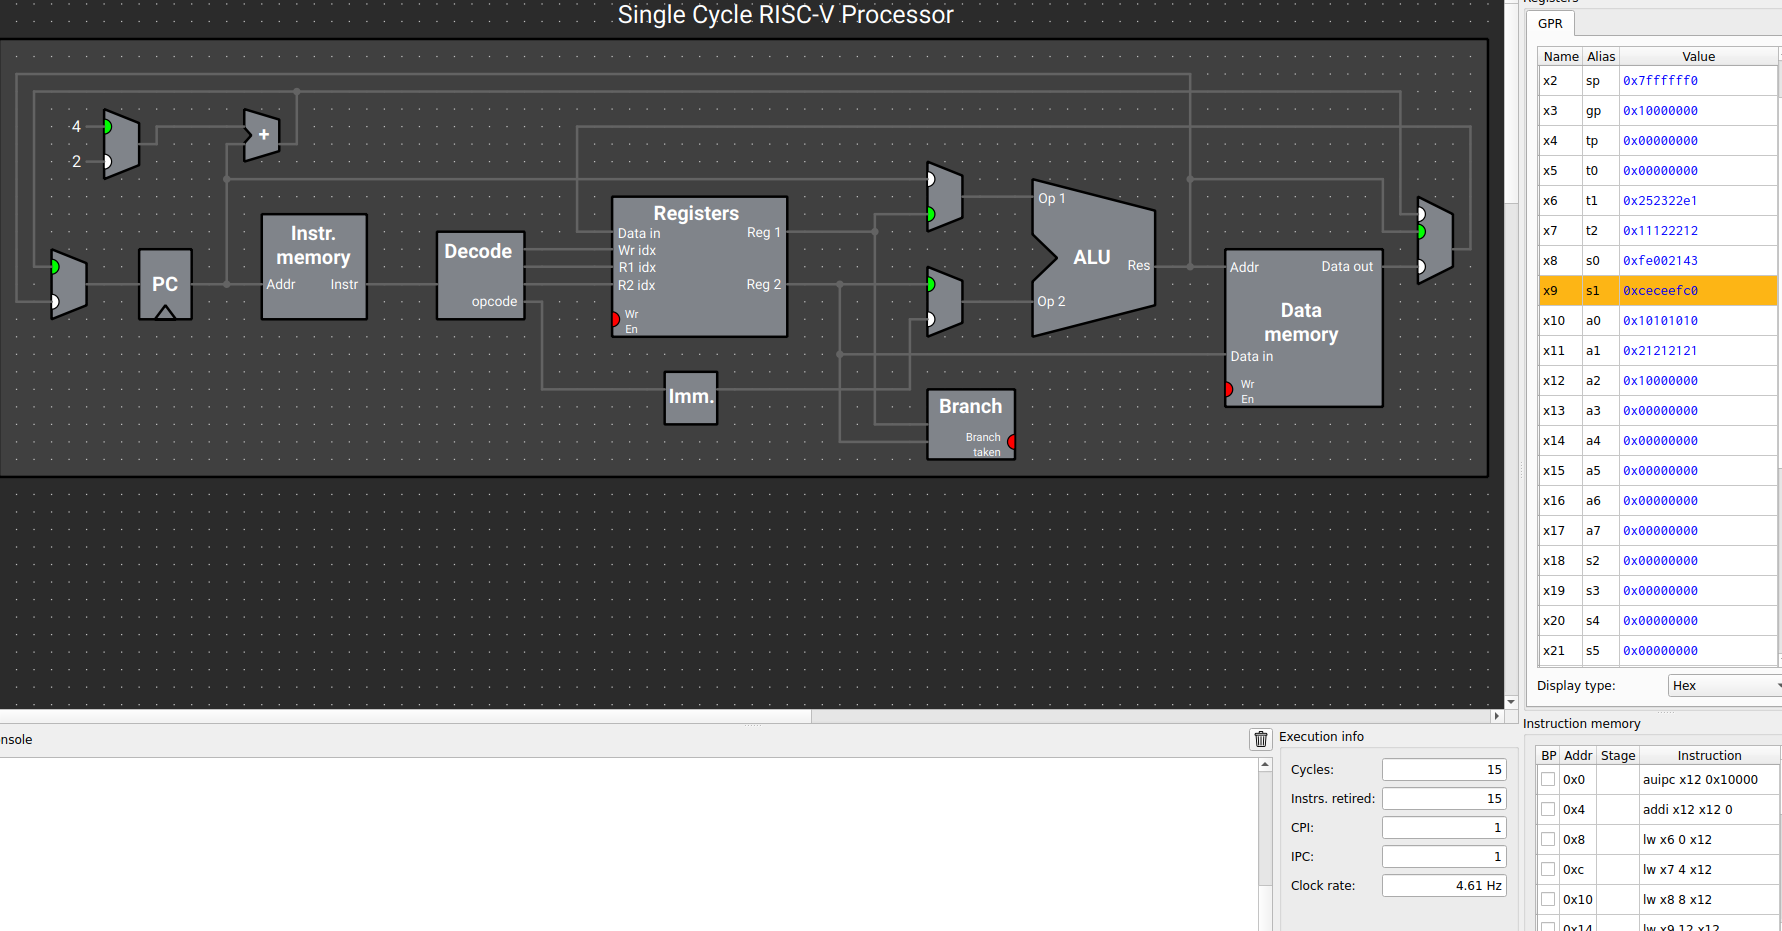 Single Cycle RISC-V Processor
4
2
+
PC
Instr.
memory
Addr Instr
Decode
opcode
Registers
Data in Reg 1
Wr idx
R1 idx
R2 idx Reg 2
Wr
En
Imm.
Op 1
ALU
Res
Op 2
Branch
Branch
taken
Addr Data out
Data
memory
Data in
Wr
En
Registers
GPR
Name Alias Value
x2 sp 0x7ffffff0
x3 gp 0x10000000
x4 tp 0x00000000
x5 t0 0x00000000
x6 t1 0x252322e1
x7 t2 0x11122212
x8 s0 0xfe002143
x9 s1 0xceceefc0
x10 a0 0x10101010
x11 a1 0x21212121
x12 a2 0x10000000
x13 a3 0x00000000
x14 a4 0x00000000
x15 a5 0x00000000
x16 a6 0x00000000
x17 a7 0x00000000
x18 s2 0x00000000
x19 s3 0x00000000
x20 s4 0x00000000
x21 s5 0x00000000
Display type: Hex
nsole
Execution info
Cycles: 15
Instrs. retired: 15
CPI: 1
IPC: 1
Clock rate: 4.61 Hz
Instruction memory
BP Addr Stage Instruction
0x0 auipc x12 0x10000
0x4 addi x12 x12 0
0x8 lw x6 0 x12
0xc lw x7 4 x12
0x10 lw x8 8 x12
0x14 lw x9 12 x12